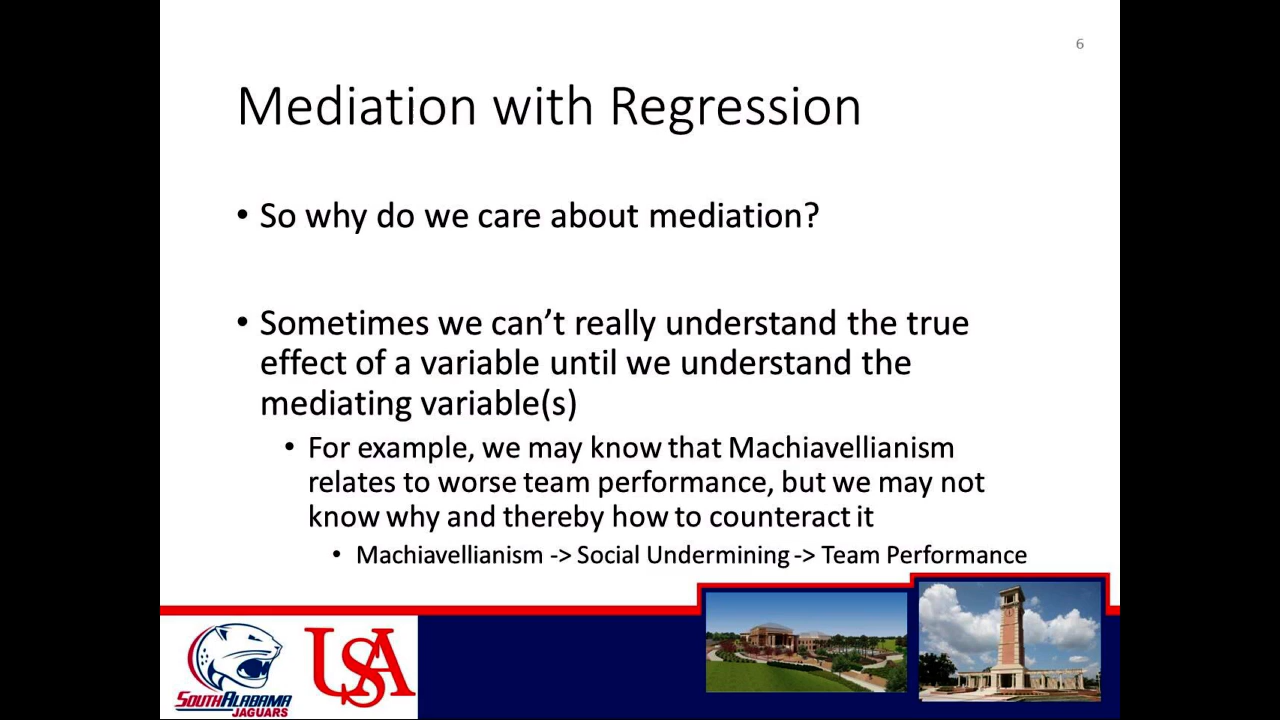 6
Mediation with Regression
• So why do we care about mediation?
• Sometimes we can’t really understand the true
effect of a variable until we understand the
mediating variable(s)
• For example, we may know that Machiavellianism
relates to worse team performance, but we may not
know why and thereby how to counteract it
• Machiavellianism -> Social Undermining -> Team Performance
SOUTH ALABAMA
JAGUARS
USA